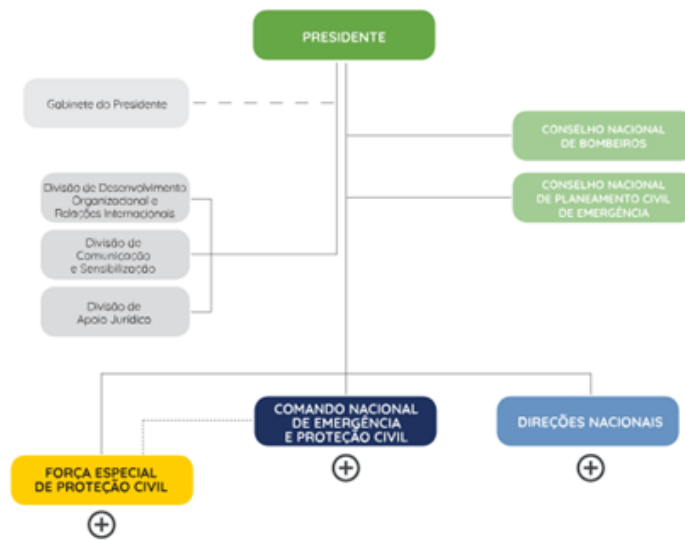 PRESIDENTE
Gabinete do Presidente
CONSELHO NACIONAL
DE BOMBEIROS
Divisão de Desenvolvimento
Organizacional e
Relações Internacionais
CONSELHO NACIONAL
DE PLANEAMENTO CIVIL
DE EMERGÊNCIA
Divisão de
Comunicação
e Sensibilização
Divisão de
Apoio Jurídico
COMANDO NACIONAL
DE EMERGÊNCIA
E PROTEÇÃO CIVIL
DIREÇÕES NACIONAIS
FORÇA ESPECIAL
DE PROTEÇÃO CIVIL